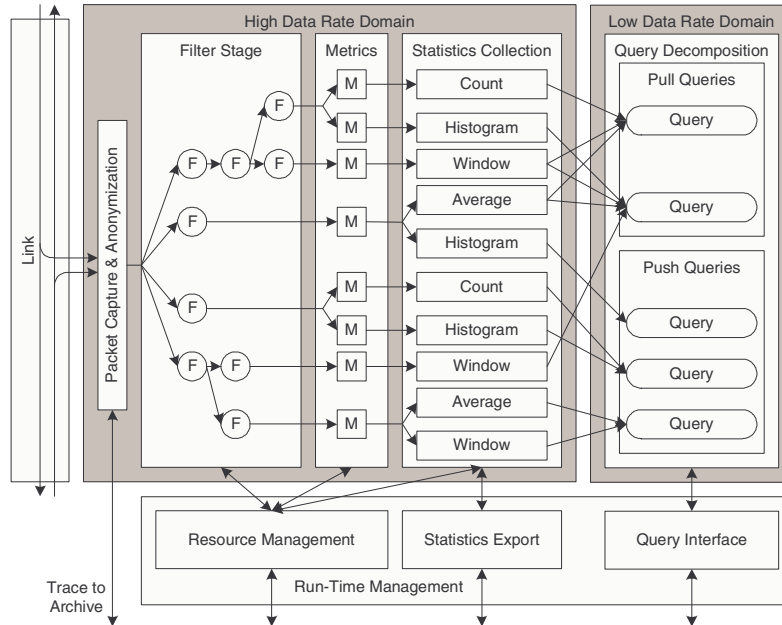 High Data Rate Domain
Low Data Rate Domain
Filter Stage
Metrics
Statistics Collection
Query Decomposition
Link
Packet Capture & Anonymization
F
F
F
F
F
F
F
F
F
F
M
M
M
M
M
M
M
M
Count
Histogram
Window
Average
Histogram
Count
Histogram
Window
Average
Window
Pull Queries
Query
Query
Push Queries
Query
Query
Query
Resource Management
Statistics Export
Query Interface
Run-Time Management
Trace to
Archive